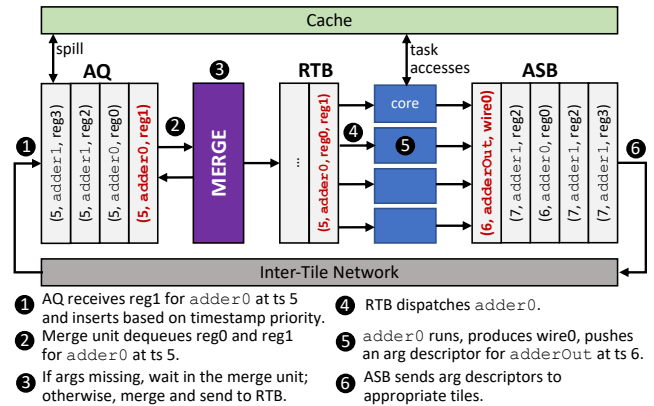 Cache
spill
task
accesses
AQ
3
RTB
ASB
1
(5, adder1, reg3)
(5, adder1, reg2)
(5, adder0, reg0)
(5, adder0, reg1)
2
MERGE
...
(5, adder0, reg0, reg1)
4
core
5
(6, adderOut, wire0)
(7, adder1, reg2)
(6, adder0, reg0)
(7, adder1, reg2)
(7, adder1, reg3)
6
Inter-Tile Network
1 AQ receives reg1 for adder0 at ts 5
and inserts based on timestamp priority.
2 Merge unit dequeues reg0 and reg1
for adder0 at ts 5.
3 If args missing, wait in the merge unit;
otherwise, merge and send to RTB.
4 RTB dispatches adder0.
5 adder0 runs, produces wire0, pushes
an arg descriptor for adderOut at ts 6.
6 ASB sends arg descriptors to
appropriate tiles.